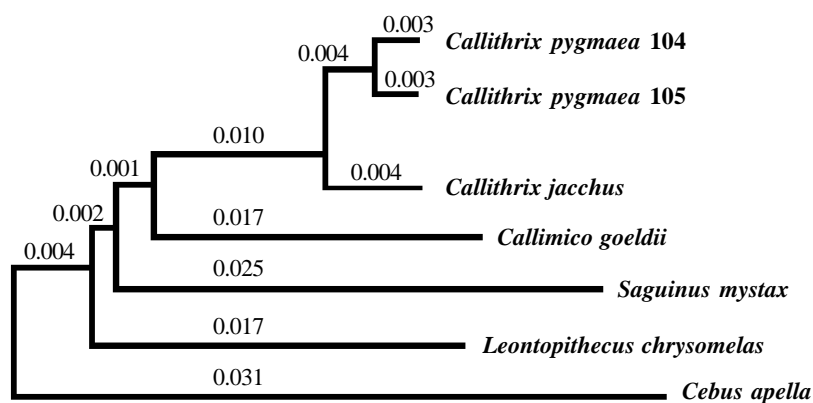 0.003
Callithrix pygmaea 104
0.004
0.003
Callithrix pygmaea 105
0.010
0.001
0.004
Callithrix jacchus
0.002
0.017
Callimico goeldii
0.004
0.025
Saguinus mystax
0.017
Leontopithecus chrysomelas
0.031
Cebus apella